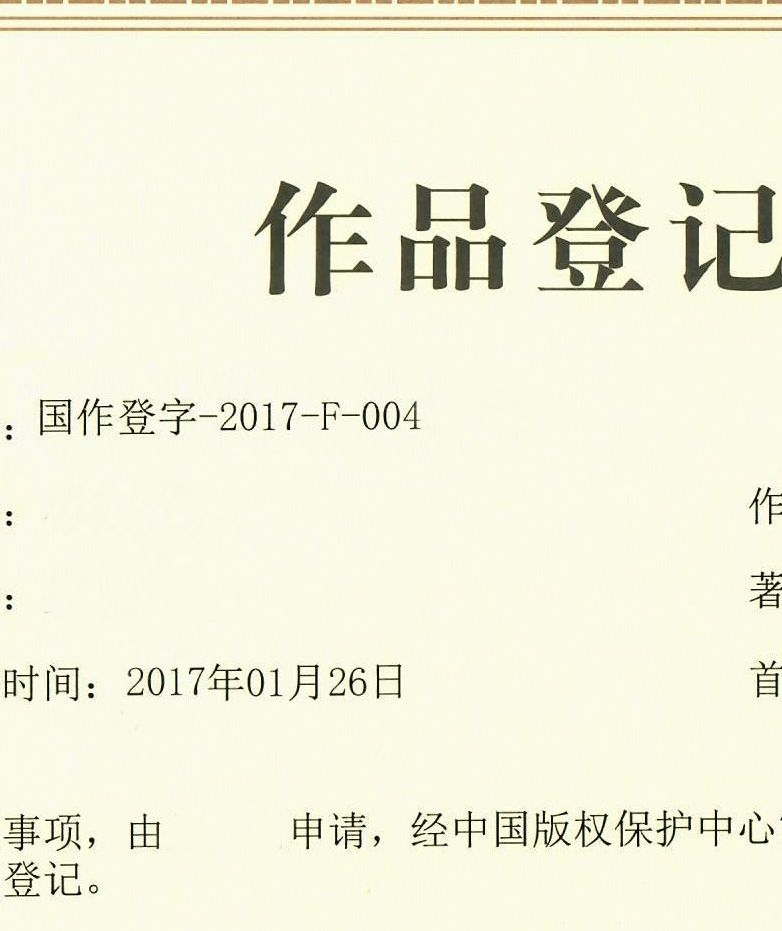 作品登记
：国作登字-2017-F-004
：
作
：
著
时间：2017年01月26日
首
事项，由 申请，经中国版权保护中心
登记。